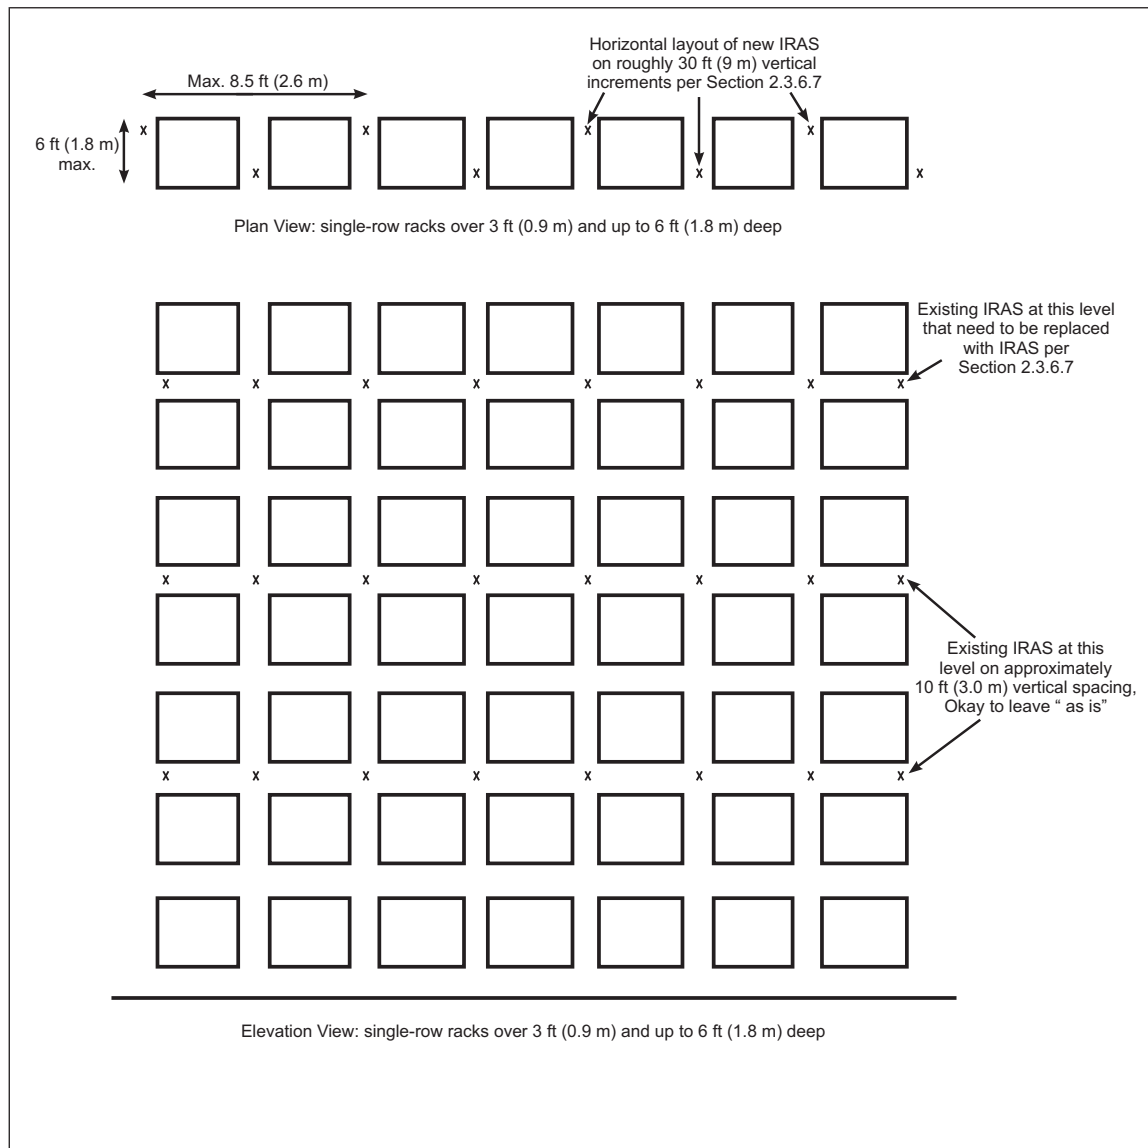 Horizontal layout of new IRAS
on roughly 30 ft (9 m) vertical
increments per Section 2.3.6.7
Max. 8.5 ft (2.6 m)
6 ft (1.8 m)
max.
x x x x
x x x x
Plan View: single-row racks over 3 ft (0.9 m) and up to 6 ft (1.8 m) deep
Existing IRAS at this level
that need to be replaced
with IRAS per
Section 2.3.6.7
x x x x x x x x
x x x x x x x x
Existing IRAS at this
level on approximately
10 ft (3.0 m) vertical spacing,
Okay to leave “ as is”
x x x x x x x x
Elevation View: single-row racks over 3 ft (0.9 m) and up to 6 ft (1.8 m) deep